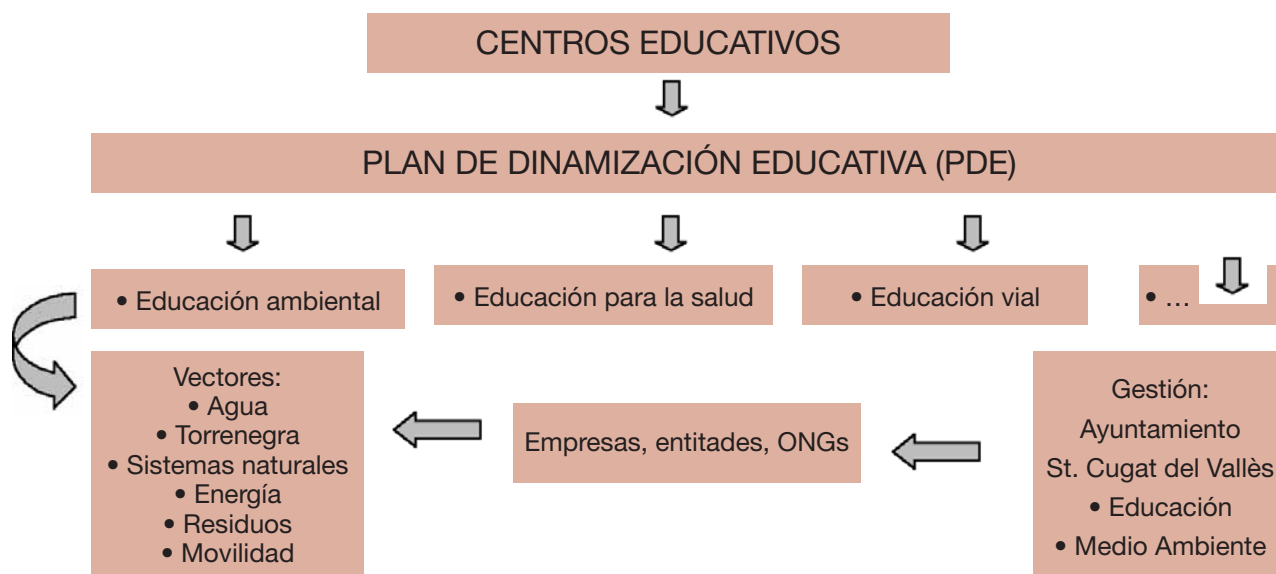 CENTROS EDUCATIVOS
PLAN DE DINAMIZACIÓN EDUCATIVA (PDE)
• Educación ambiental
• Educación para la salud
• Educación vial
• ...
Vectores:
• Agua
• Torrenegra
• Sistemas naturales
• Energía
• Residuos
• Movilidad
Empresas, entitades, ONGs
Gestión:
Ayuntamiento
St. Cugat del Vallès
• Educación
• Medio Ambiente